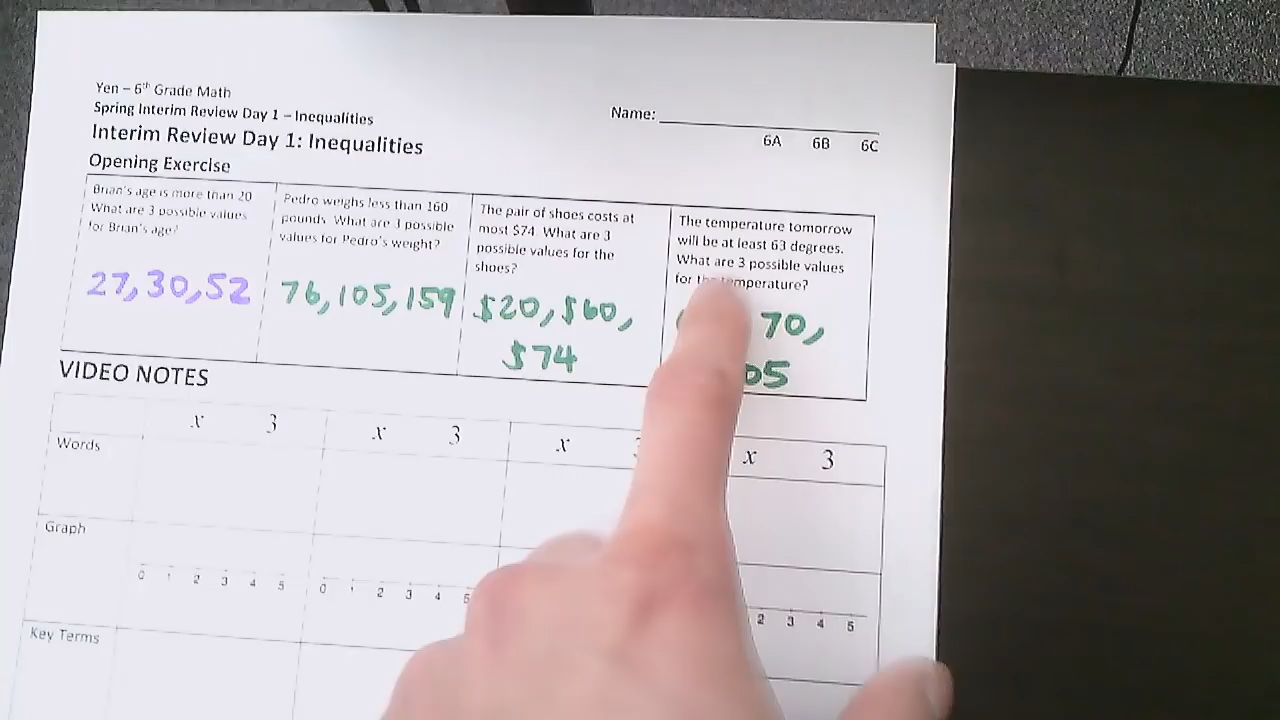 Yen – 6th Grade Math
Spring Interim Review Day 1 – Inequalities
Name:
Interim Review Day 1: Inequalities
6A 6B 6C
Opening Exercise
Brian's age is more than 20
What are 3 possible values
for Brian's age?
27, 30, 52
Pedro weighs less than 160
pounds. What are 3 possible
values for Pedro's weight?
76, 105, 159
The pair of shoes costs at
most $74. What are 3
possible values for the
shoes?
$20, $60,
$74
The temperature tomorrow
will be at least 63 degrees.
What are 3 possible values
for the temperature?
70,
05
VIDEO NOTES
x 3 x 3 x x 3
Words
Graph
0 1 2 3 4 5 0 1 2 3 4 5 2 3 4 5
Key Terms